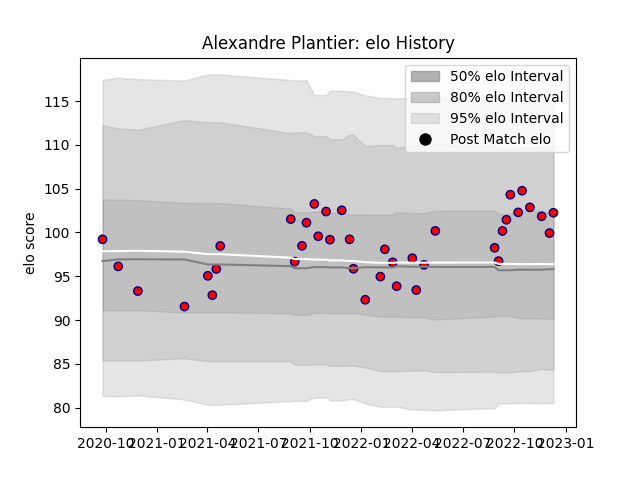 Alexandre Plantier: elo History
50% elo Interval
80% elo Interval
95% elo Interval
Post Match elo
elo score
115
110
105
100
95
90
85
80
2020-10 2021-01 2021-04 2021-07 2021-10 2022-01 2022-04 2022-07 2022-10 2023-01